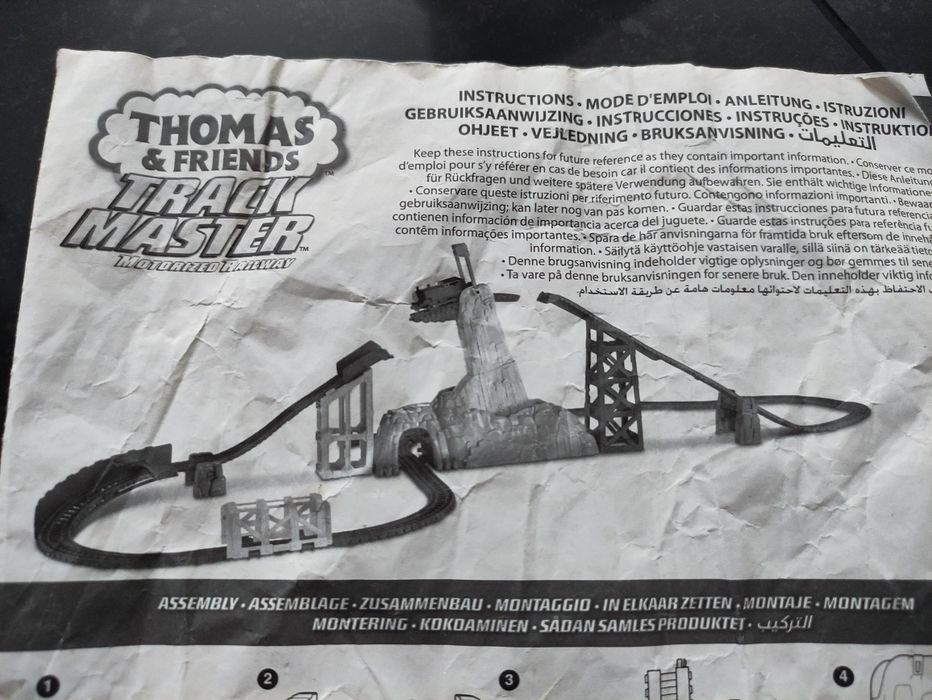 THOMAS
& FRIENDS™
TRACK
MASTER™
MOTORIZED RAILWAY
INSTRUCTIONS • MODE D'EMPLOI • ANLEITUNG • ISTRUZIONI
GEBRUIKSAANWIJZING • INSTRUCCIONES • INSTRUÇÕES • INSTRUKTION
OHJEET • VEJLEDNING • BRUKSANVISNING • التعليمات
Keep these instructions for future reference as they contain important information. • Conserver ce mo
d'emploi pour s'y référer en cas de besoin car il contient des informations importantes. • Diese Anleitung
für Rückfragen und weitere spätere Verwendung aufbewahren. Sie enthält wichtige Informatione
• Conservare queste istruzioni per riferimento futuro. Contengono informazioni importanti. • Bewaar
gebruiksaanwijzing; kan later nog van pas komen. • Guardar estas instrucciones para futura referencia
contienen información de importancia acerca del juguete. • Guarde estas instruções para referência fu
contêm informações importantes. • Spara de här anvisningarna för framtida bruk eftersom de innehå
information. • Säilytä käyttöohje vastaisen varalle, sillä siinä on tärkeää tieto
• Denne brugsanvisning indeholder vigtige oplysninger og bør gemmes til sene
• Ta vare på denne bruksanvisningen for senere bruk. Den inneholder viktig info
الاحتفاظ بهذه التعليمات لاحتوائها معلومات هامة عن طريقة الاستخدام.
ASSEMBLY • ASSEMBLAGE • ZUSAMMENBAU • MONTAGGIO • IN ELKAAR ZETTEN • MONTAJE • MONTAGEM
MONTERING • KOKOAMINEN • SÅDAN SAMLES PRODUKTET • التركيب
1
2
3
4